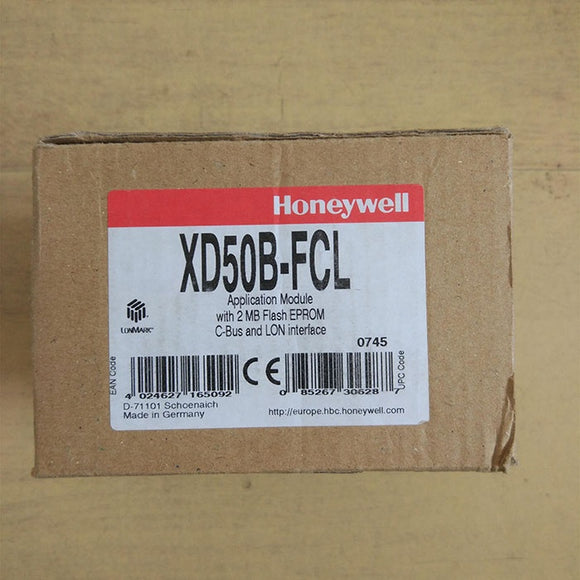 Honeywell
XD50B-FCL
Application Module
with 2 MB Flash EPROM
C-Bus and LON interface
LONMARK
0745
EAN Code
4 024627 165092
CE
0 85267 30628 7
UPC Code
D-71101 Schoenaich
Made in Germany
http://europe.hbc.honeywell.com